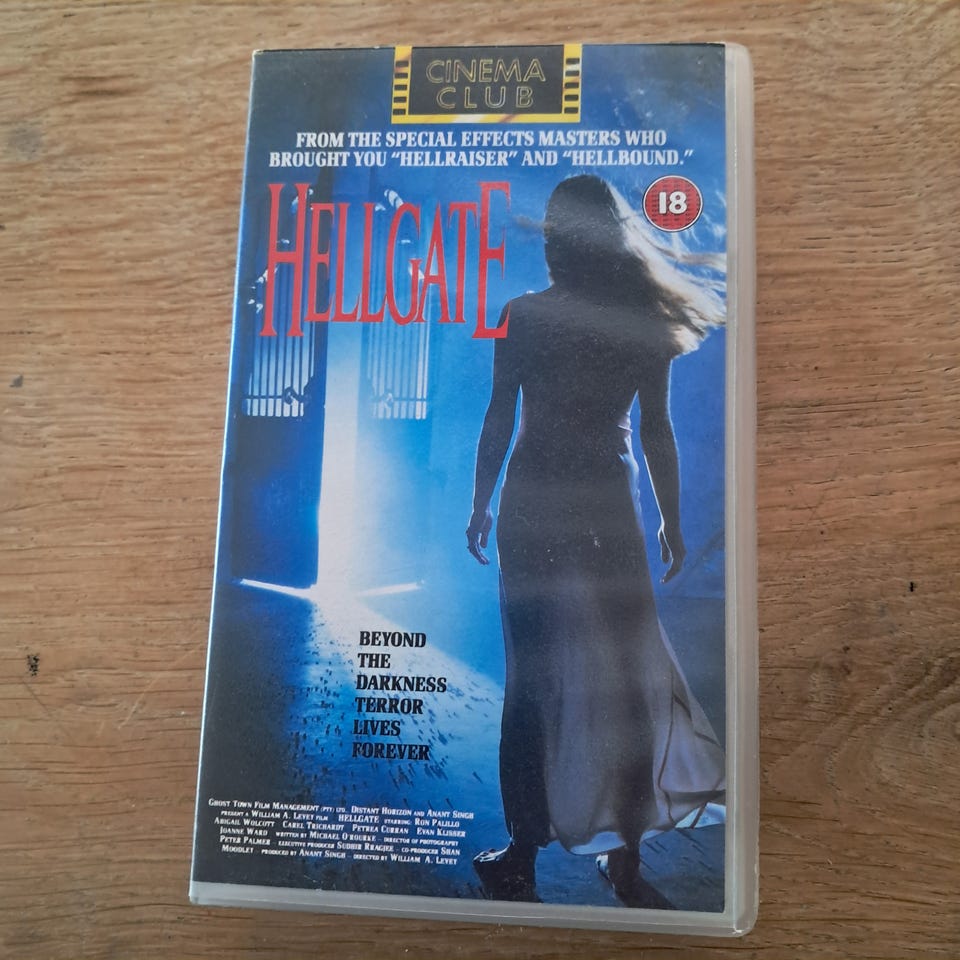 CINEMA
CLUB
FROM THE SPECIAL EFFECTS MASTERS WHO
BROUGHT YOU "HELLRAISER" AND "HELLBOUND."
18
HELLGATE
BEYOND
THE
DARKNESS
TERROR
LIVES
FOREVER
GHOST TOWN FILM MANAGEMENT (PTY) LTD., DISTANT HORIZON AND ANANT SINGH
PRESENT A WILLIAM A. LEVEY FILM HELLGATE STARRING: RON PALILLO
ABIGAIL WOLCOTT CAREL TRICHARDT PETREA CURRAN EVAN KLISSER
JOANNE WARD WRITTEN BY MICHAEL O'ROURKE - DIRECTOR OF PHOTOGRAPHY
PETER PALMER - EXECUTIVE PRODUCER SUDHIR PRAGJEE - CO-PRODUCER SHAN
MOODLEY - PRODUCED BY ANANT SINGH - DIRECTED BY WILLIAM A. LEVEY